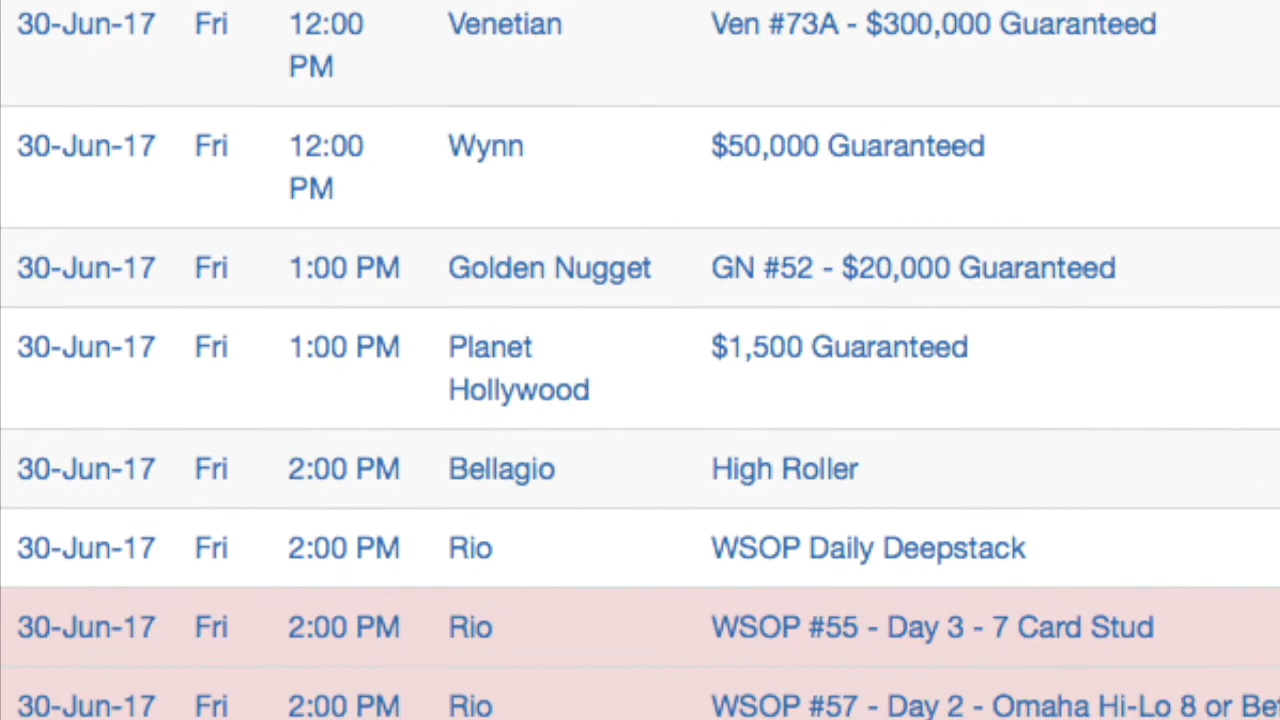 30-Jun-17 Fri 12:00 PM Venetian Ven #73A - $300,000 Guaranteed
30-Jun-17 Fri 12:00 PM Wynn $50,000 Guaranteed
30-Jun-17 Fri 1:00 PM Golden Nugget GN #52 - $20,000 Guaranteed
30-Jun-17 Fri 1:00 PM Planet Hollywood $1,500 Guaranteed
30-Jun-17 Fri 2:00 PM Bellagio High Roller
30-Jun-17 Fri 2:00 PM Rio WSOP Daily Deepstack
30-Jun-17 Fri 2:00 PM Rio WSOP #55 - Day 3 - 7 Card Stud
30-Jun-17 Fri 2:00 PM Rio WSOP #57 - Day 2 - Omaha Hi-Lo 8 or